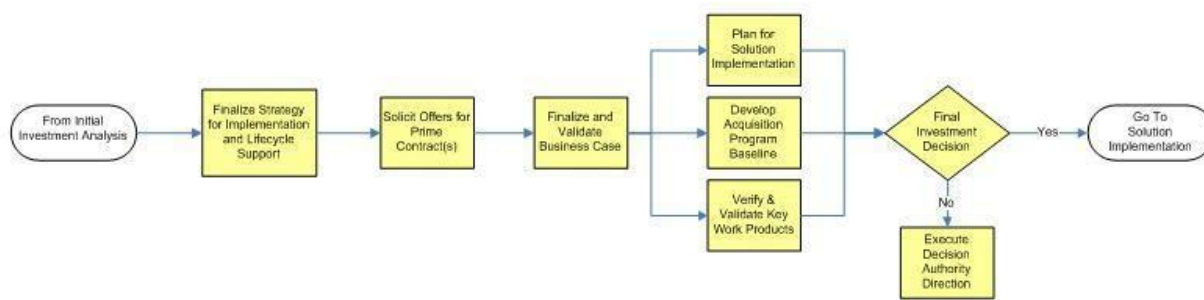 From Initial
Investment Analysis
Finalize Strategy
for Implementation
and Lifecycle
Support
Solicit Offers for
Prime
Contract(s)
Finalize and
Validate
Business Case
Plan for
Solution
Implementation
Develop
Acquisition
Program
Baseline
Verify &
Validate Key
Work Products
Final
Investment
Decision
Yes
Go To
Solution
Implementation
No
Execute
Decision
Authority
Direction